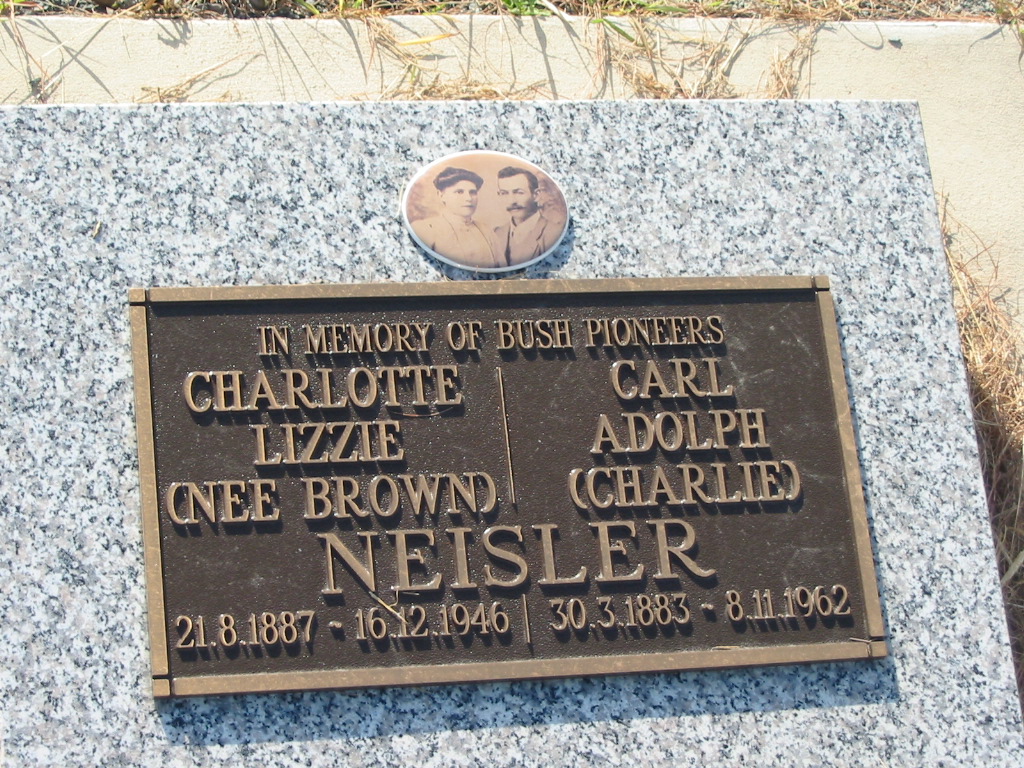 IN MEMORY OF BUSH PIONEERS
CHARLOTTE
LIZZIE
(NEE BROWN)
CARL
ADOLPH
(CHARLIE)
NEISLER
21.8.1887 - 16.12.1946
30.3.1883 - 8.11.1962